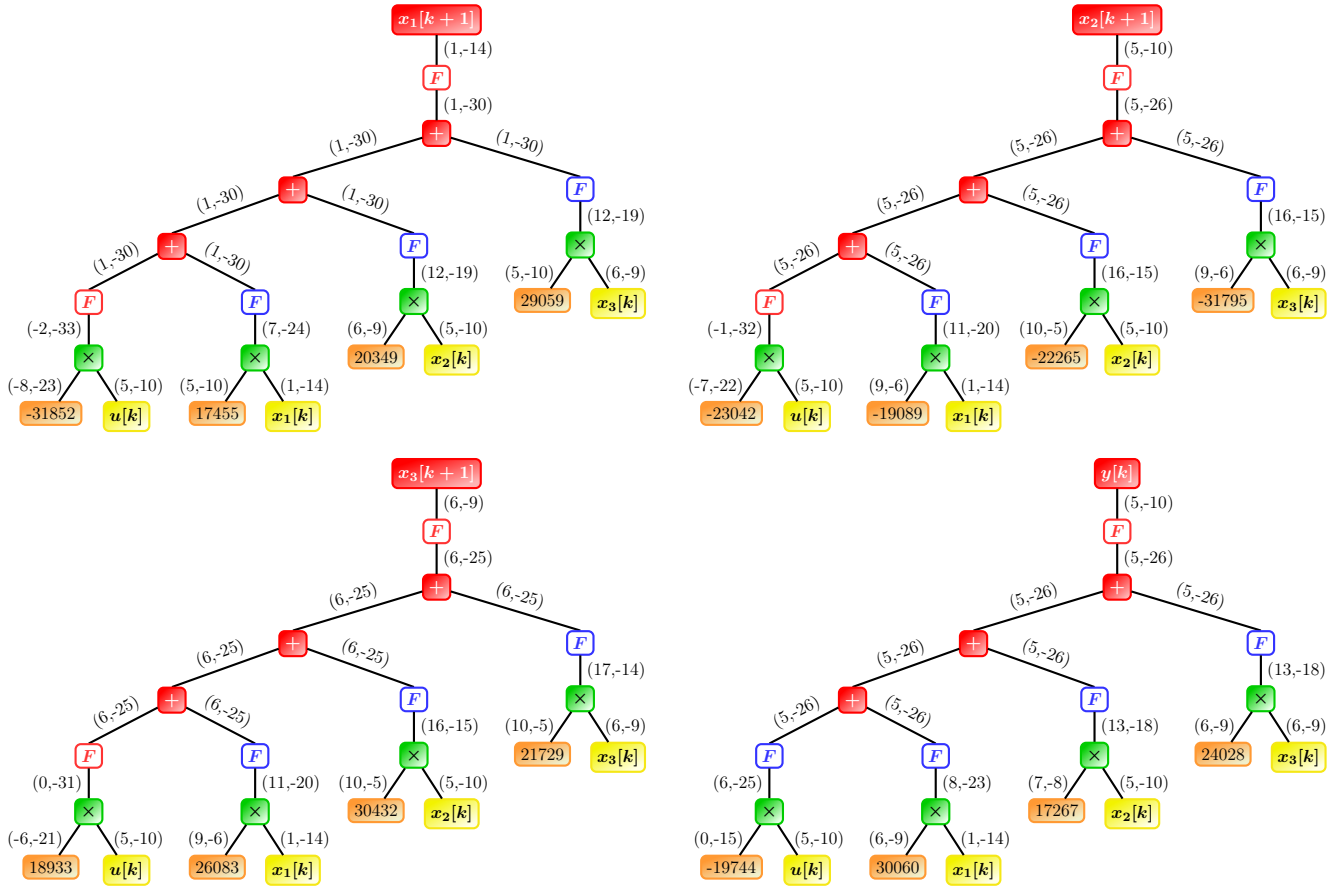 x₁[k+1] x₂[k+1]
(1,-14) (5,-10)
F F
(1,-30) (5,-26)
+ +
(1,-30) (1,-30) (5,-26) (5,-26)
+ F + F
(1,-30) (1,-30) (12,-19) (5,-26) (5,-26) (16,-15)
+ F × + F ×
(1,-30) (1,-30) (12,-19) (5,-10) (6,-9) (5,-26) (5,-26) (16,-15) (9,-6) (6,-9)
F F × 29059 x₃[k] F F × -31795 x₃[k]
(-2,-33) (7,-24) (6,-9) (5,-10) (-1,-32) (11,-20) (10,-5) (5,-10)
× × 20349 x₂[k] × × -22265 x₂[k]
(-8,-23) (5,-10) (5,-10) (1,-14) (-7,-22) (5,-10) (9,-6) (1,-14)
-31852 u[k] 17455 x₁[k] -23042 u[k] -19089 x₁[k]
x₃[k+1] y[k]
(6,-9) (5,-10)
F F
(6,-25) (5,-26)
+ +
(6,-25) (6,-25) (5,-26) (5,-26)
+ F + F
(6,-25) (6,-25) (17,-14) (5,-26) (5,-26) (13,-18)
+ F × + F ×
(6,-25) (6,-25) (16,-15) (10,-5) (6,-9) (5,-26) (5,-26) (13,-18) (6,-9) (6,-9)
F F × 21729 x₃[k] F F × 24028 x₃[k]
(0,-31) (11,-20) (10,-5) (5,-10) (6,-25) (8,-23) (7,-8) (5,-10)
× × 30432 x₂[k] × × 17267 x₂[k]
(-6,-21) (5,-10) (9,-6) (1,-14) (0,-15) (5,-10) (6,-9) (1,-14)
18933 u[k] 26083 x₁[k] -19744 u[k] 30060 x₁[k]